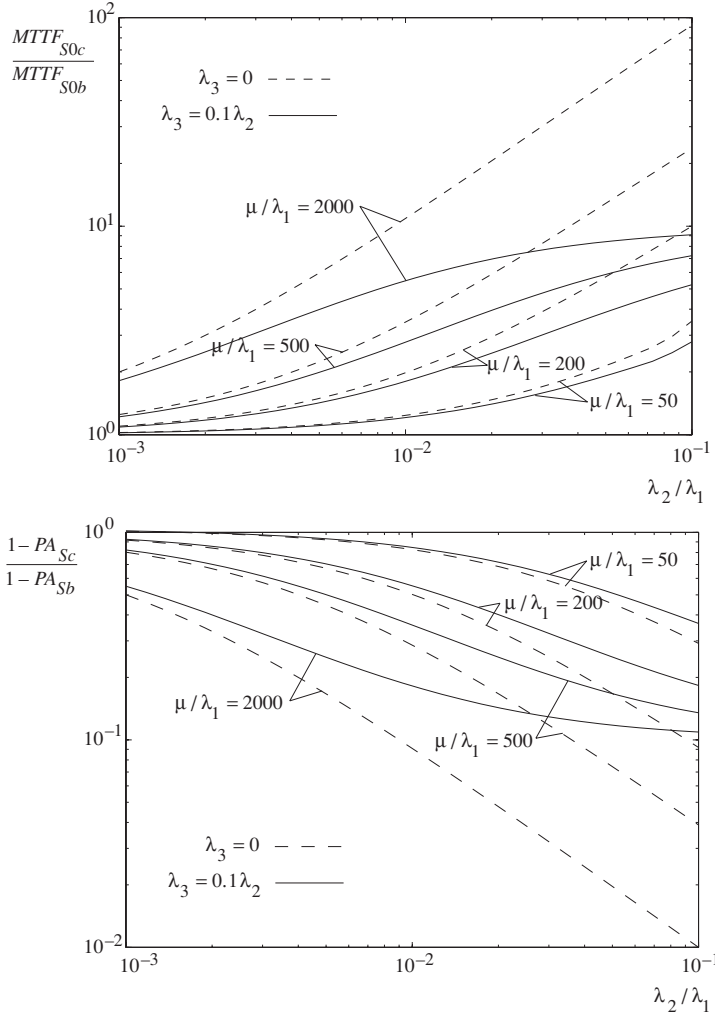 MTTF_S0c
MTTF_S0b
10^2
λ_3 = 0
λ_3 = 0.1λ_2
μ/λ_1 = 2000
10^1
μ/λ_1 = 500
μ/λ_1 = 200
μ/λ_1 = 50
10^0
10^−3
10^−2
10^−1
λ_2/λ_1
1 − PA_Sc
1 − PA_Sb
10^0
μ/λ_1 = 50
μ/λ_1 = 200
μ/λ_1 = 2000
μ/λ_1 = 500
10^−1
λ_3 = 0
λ_3 = 0.1λ_2
10^−2
10^−3
10^−2
10^−1
λ_2/λ_1